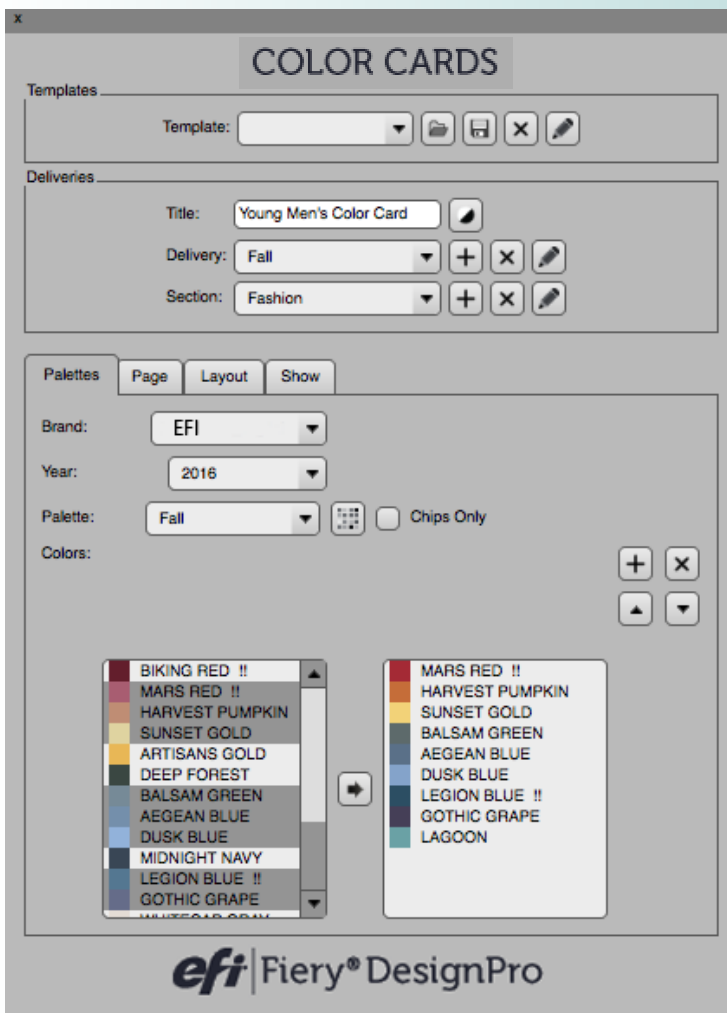 x
COLOR CARDS
Templates
Template:
Deliveries
Title: Young Men's Color Card
Delivery: Fall
Section: Fashion
Palettes Page Layout Show
Brand: EFI
Year: 2016
Palette: Fall Chips Only
Colors:
BIKING RED !!
MARS RED !!
HARVEST PUMPKIN
SUNSET GOLD
ARTISANS GOLD
DEEP FOREST
BALSAM GREEN
AEGEAN BLUE
DUSK BLUE
MIDNIGHT NAVY
LEGION BLUE !!
GOTHIC GRAPE
MARS RED !!
HARVEST PUMPKIN
SUNSET GOLD
BALSAM GREEN
AEGEAN BLUE
DUSK BLUE
LEGION BLUE !!
GOTHIC GRAPE
LAGOON
efi Fiery® DesignPro